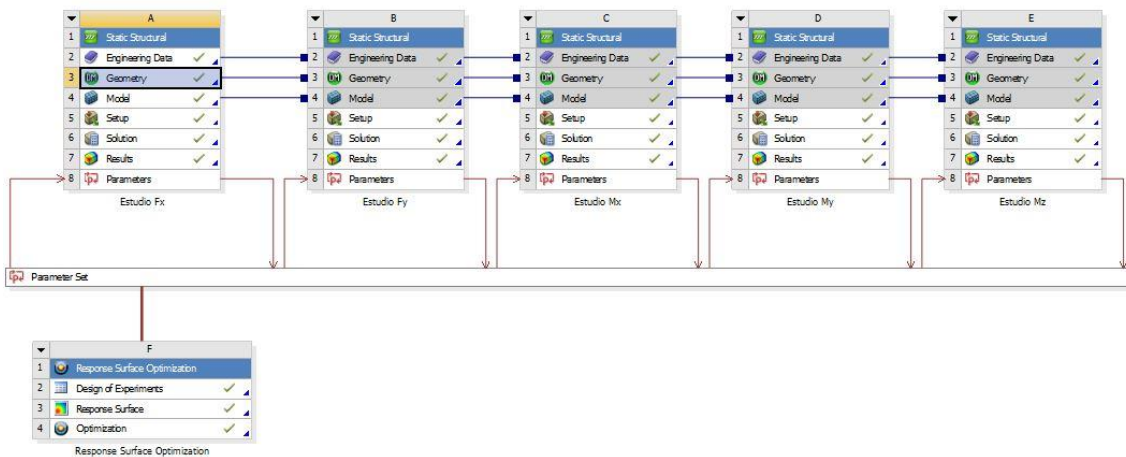 A
1 Static Structural
2 Engineering Data
3 Geometry
4 Model
5 Setup
6 Solution
7 Results
8 Parameters
Estudio Fx
B
1 Static Structural
2 Engineering Data
3 Geometry
4 Model
5 Setup
6 Solution
7 Results
8 Parameters
Estudio Fy
C
1 Static Structural
2 Engineering Data
3 Geometry
4 Model
5 Setup
6 Solution
7 Results
8 Parameters
Estudio Mx
D
1 Static Structural
2 Engineering Data
3 Geometry
4 Model
5 Setup
6 Solution
7 Results
8 Parameters
Estudio My
E
1 Static Structural
2 Engineering Data
3 Geometry
4 Model
5 Setup
6 Solution
7 Results
8 Parameters
Estudio Mz
Parameter Set
F
1 Response Surface Optimization
2 Design of Experiments
3 Response Surface
4 Optimization
Response Surface Optimization